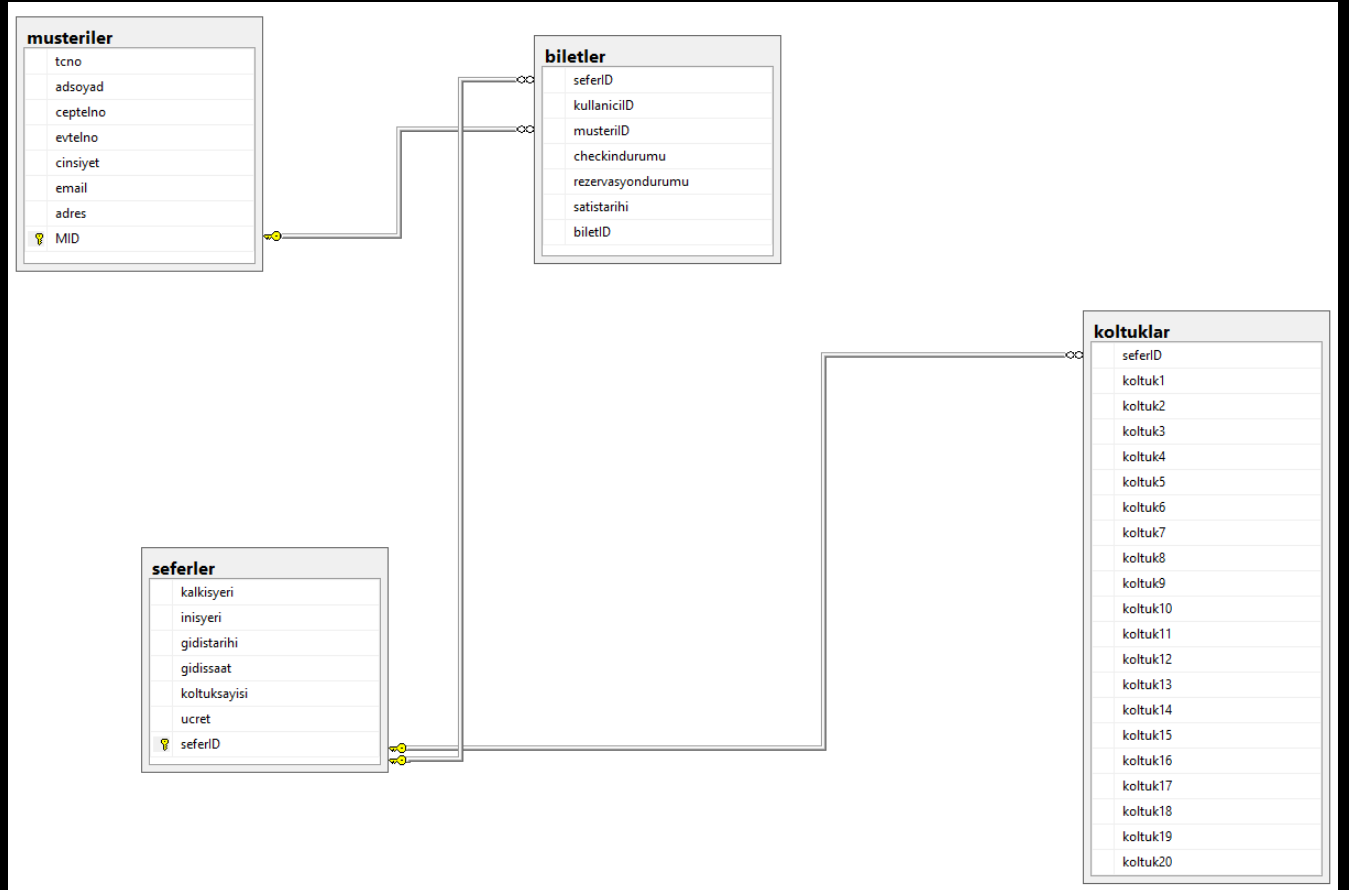 musteriler
tcno
adsoyad
ceptelno
evtelno
cinsiyet
email
adres
MID
biletler
seferID
kullaniciID
musteriID
checkindurumu
rezervasyondurumu
satistarihi
biletID
koltuklar
seferID
koltuk1
koltuk2
koltuk3
koltuk4
koltuk5
koltuk6
koltuk7
koltuk8
koltuk9
koltuk10
koltuk11
koltuk12
koltuk13
koltuk14
koltuk15
koltuk16
koltuk17
koltuk18
koltuk19
koltuk20
seferler
kalkisyeri
inisyeri
gidistarihi
gidissaat
koltuksayisi
ucret
seferID